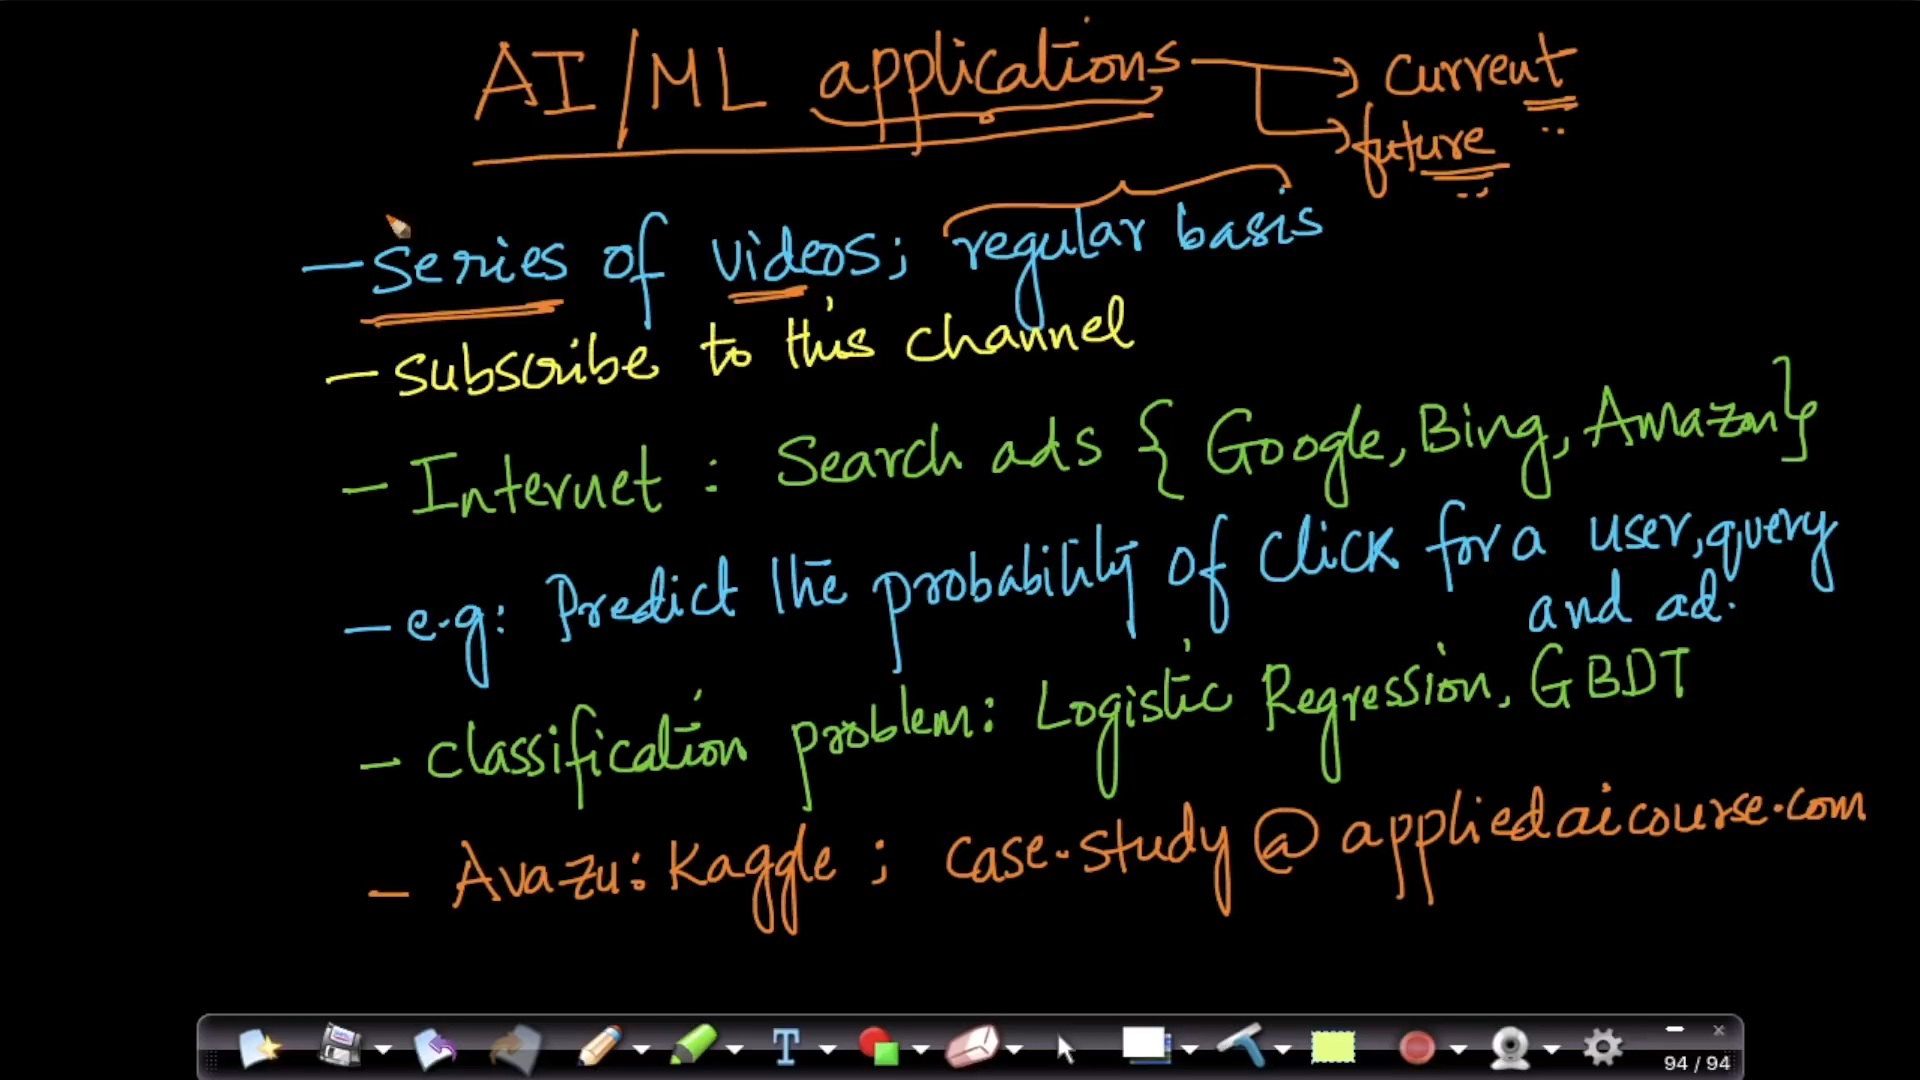 AI/ML applications → current
→ future
- series of videos; regular basis
- subscribe to this channel
- Internet : Search ads { Google, Bing, Amazon}
- e.g: Predict the probability of click for a user, query
and ad.
- classification problem: Logistic Regression, GBDT
- Avazu: Kaggle ; case-study @ appliedaicourse.com
T
94 / 94